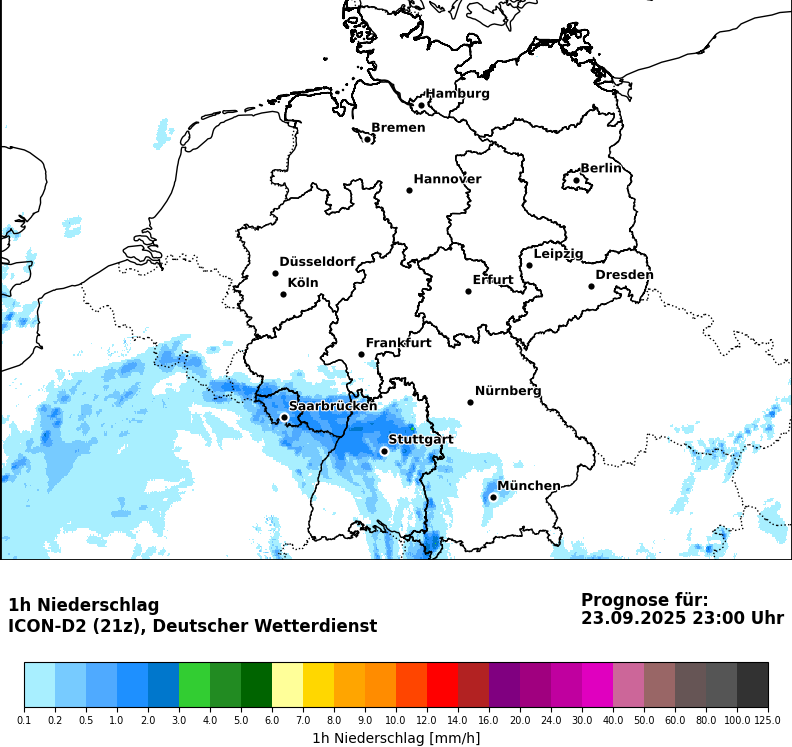 Hamburg
Bremen
Berlin
Hannover
Leipzig
Düsseldorf
Dresden
Köln
Erfurt
Frankfurt
Nürnberg
Saarbrücken
Stuttgart
München
1h Niederschlag
ICON-D2 (21z), Deutscher Wetterdienst
Prognose für:
23.09.2025 23:00 Uhr
0.1 0.2 0.5 1.0 2.0 3.0 4.0 5.0 6.0 7.0 8.0 9.0 10.0 12.0 14.0 16.0 20.0 24.0 30.0 40.0 50.0 60.0 80.0 100.0 125.0
1h Niederschlag [mm/h]